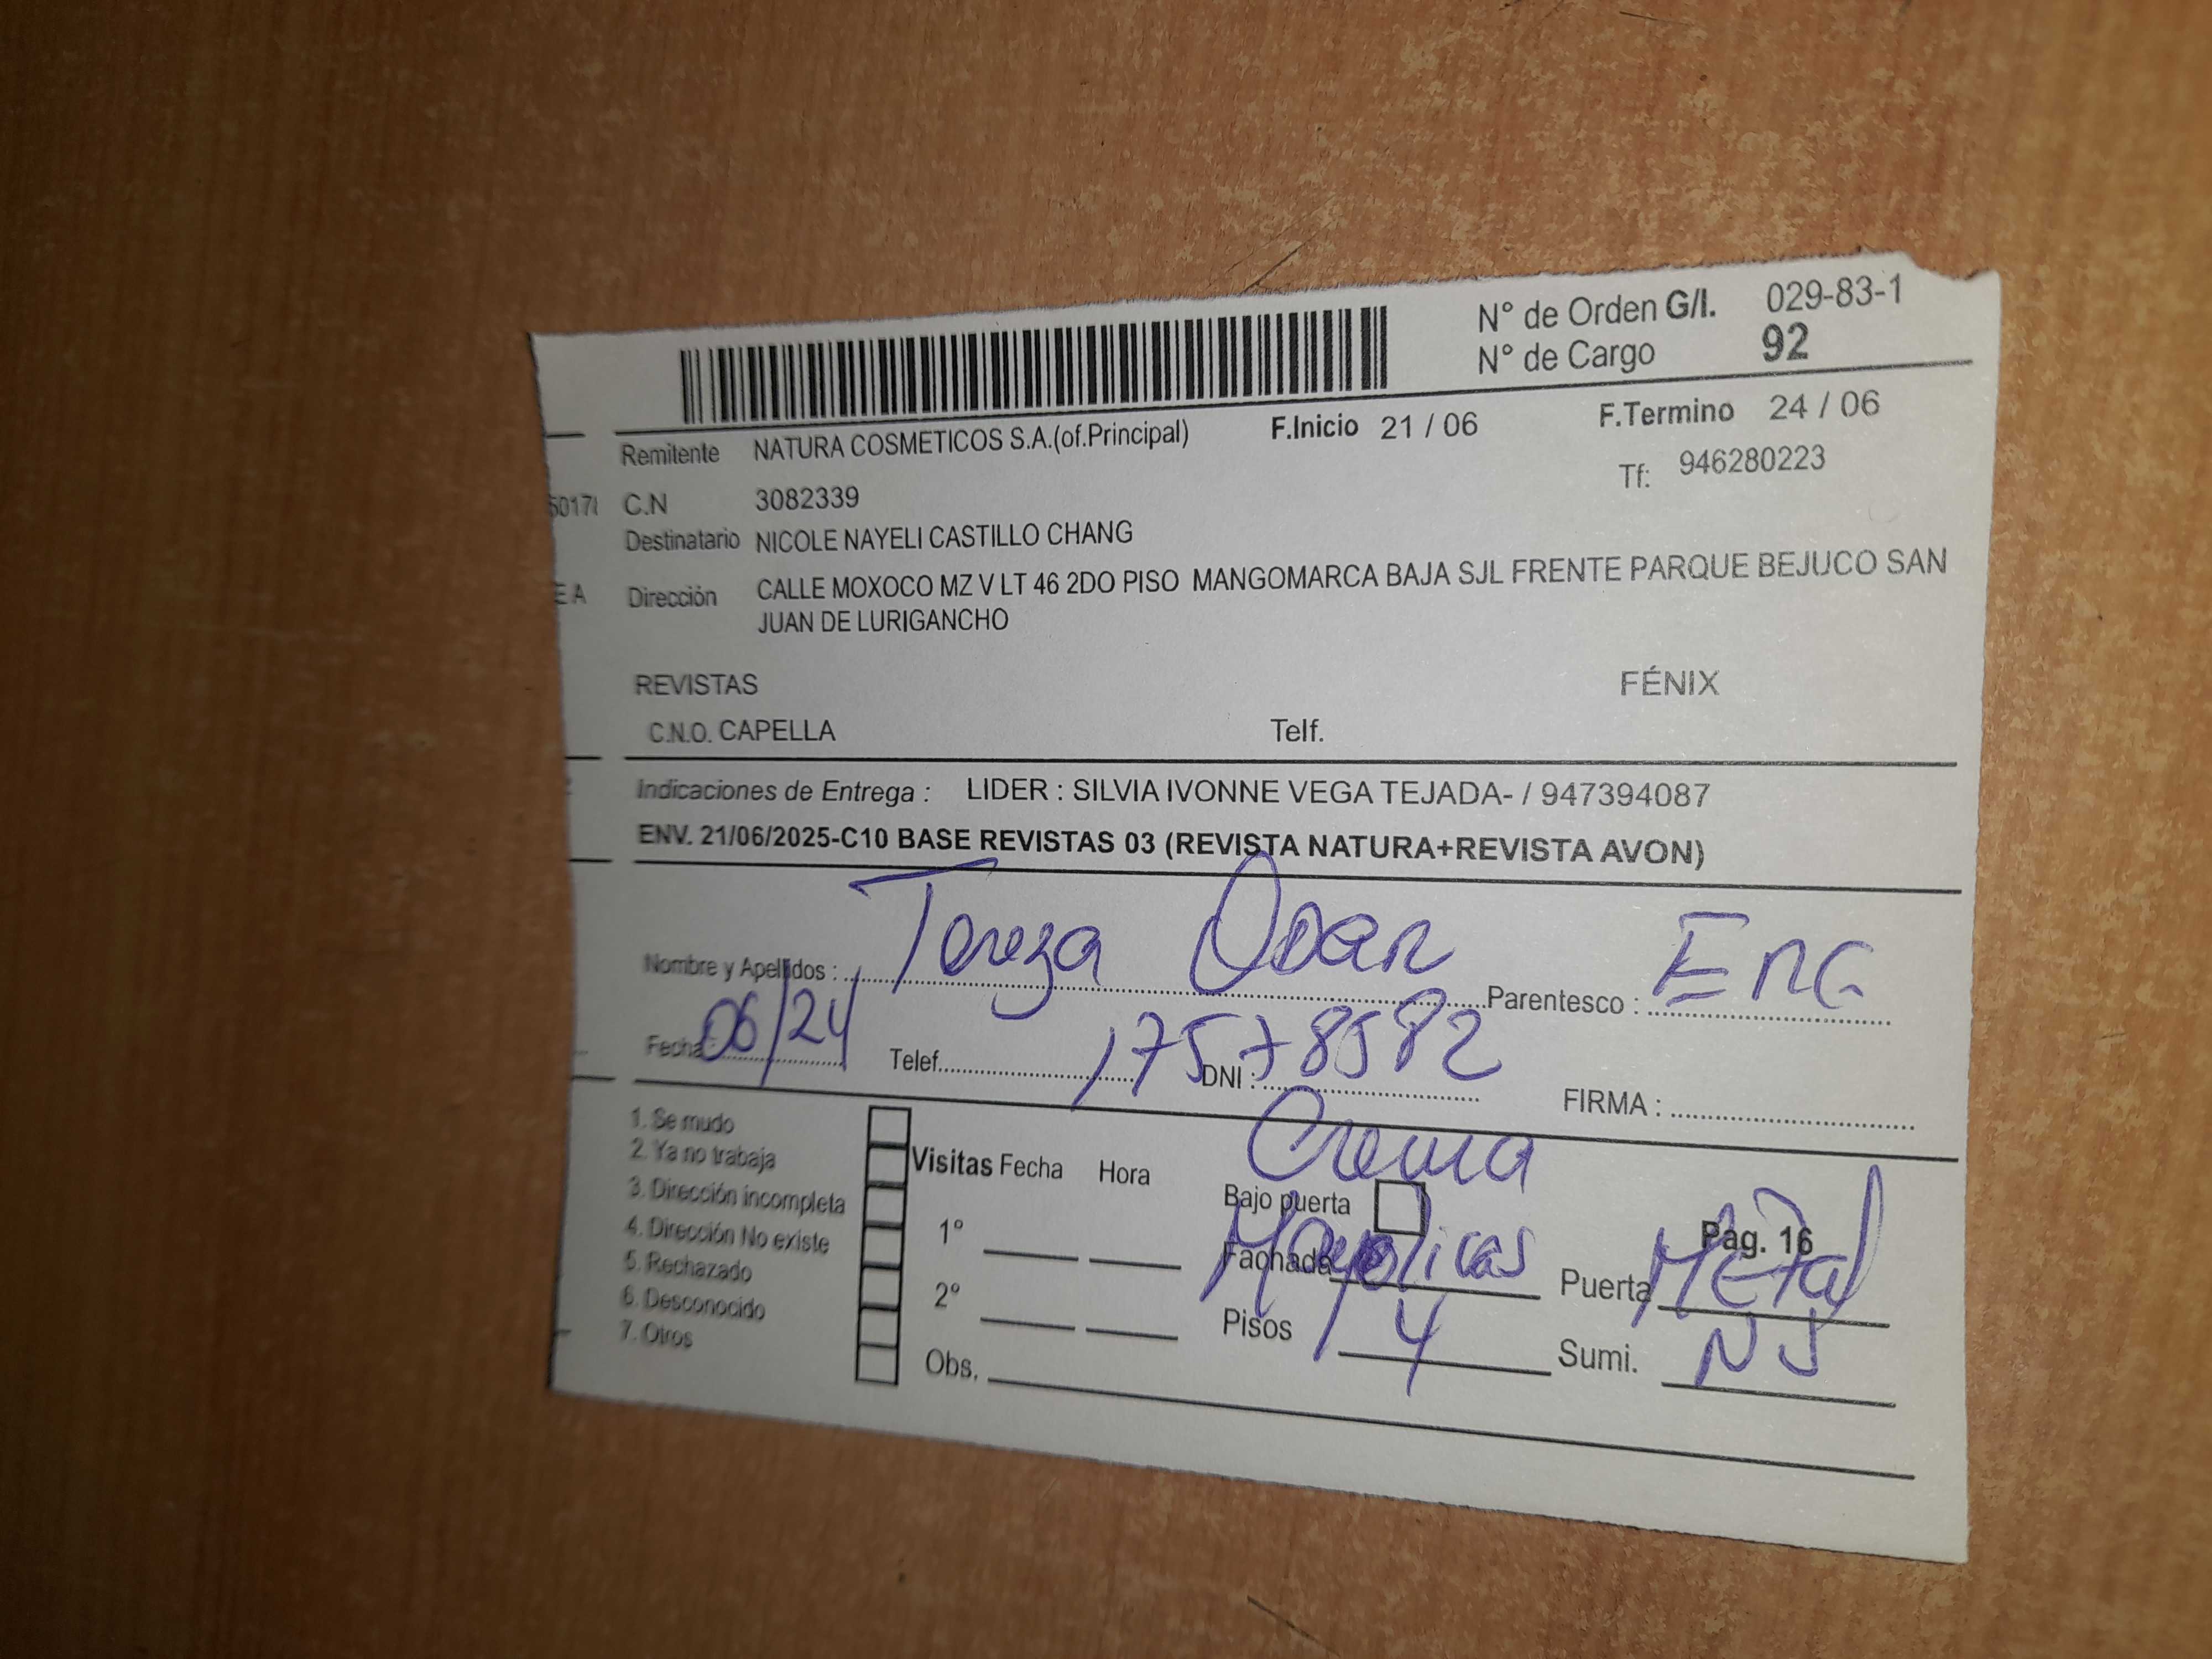 N° de Orden G/I. 029-83-1
N° de Cargo 92
Remitente NATURA COSMETICOS S.A.(of.Principal) F.Inicio 21 / 06 F.Termino 24 / 06
5017 C.N 3082339 Tf: 946280223
Destinatario NICOLE NAYELI CASTILLO CHANG
E A Dirección CALLE MOXOCO MZ V LT 46 2DO PISO MANGOMARCA BAJA SJL FRENTE PARQUE BEJUCO SAN
JUAN DE LURIGANCHO
REVISTAS FÉNIX
C.N.O. CAPELLA Telf.
Indicaciones de Entrega : LIDER : SILVIA IVONNE VEGA TEJADA- / 947394087
ENV. 21/06/2025-C10 BASE REVISTAS 03 (REVISTA NATURA+REVISTA AVON)
Nombre y Apellidos : Tereza Parentesco : Enc
Fecha: 06/24 Telef. DNI : 17578582 FIRMA :
1. Se mudo
2. Ya no trabaja
3. Dirección incompleta
4. Dirección No existe
5. Rechazado
6. Desconocido
7. Otros
Visitas Fecha Hora
1°
2°
Obs.
Crema
Bajo puerta Pag. 16
Fachada Mayolicas Puerta Metal
Pisos 4 Sumi. NJ